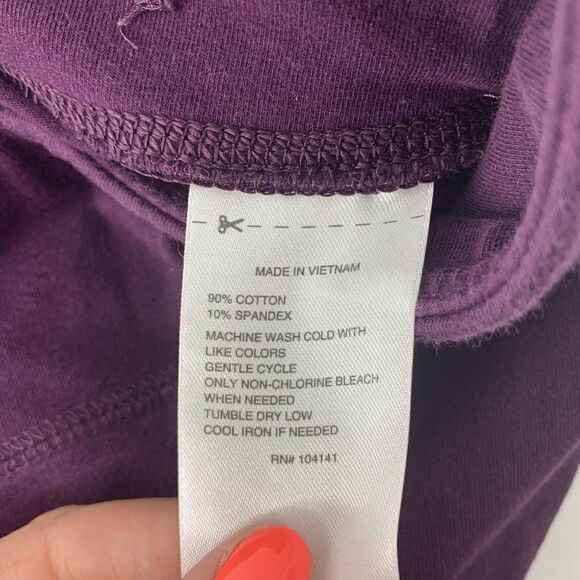 MADE IN VIETNAM
90% COTTON
10% SPANDEX
MACHINE WASH COLD WITH
LIKE COLORS
GENTLE CYCLE
ONLY NON-CHLORINE BLEACH
WHEN NEEDED
TUMBLE DRY LOW
COOL IRON IF NEEDED
RN# 104141